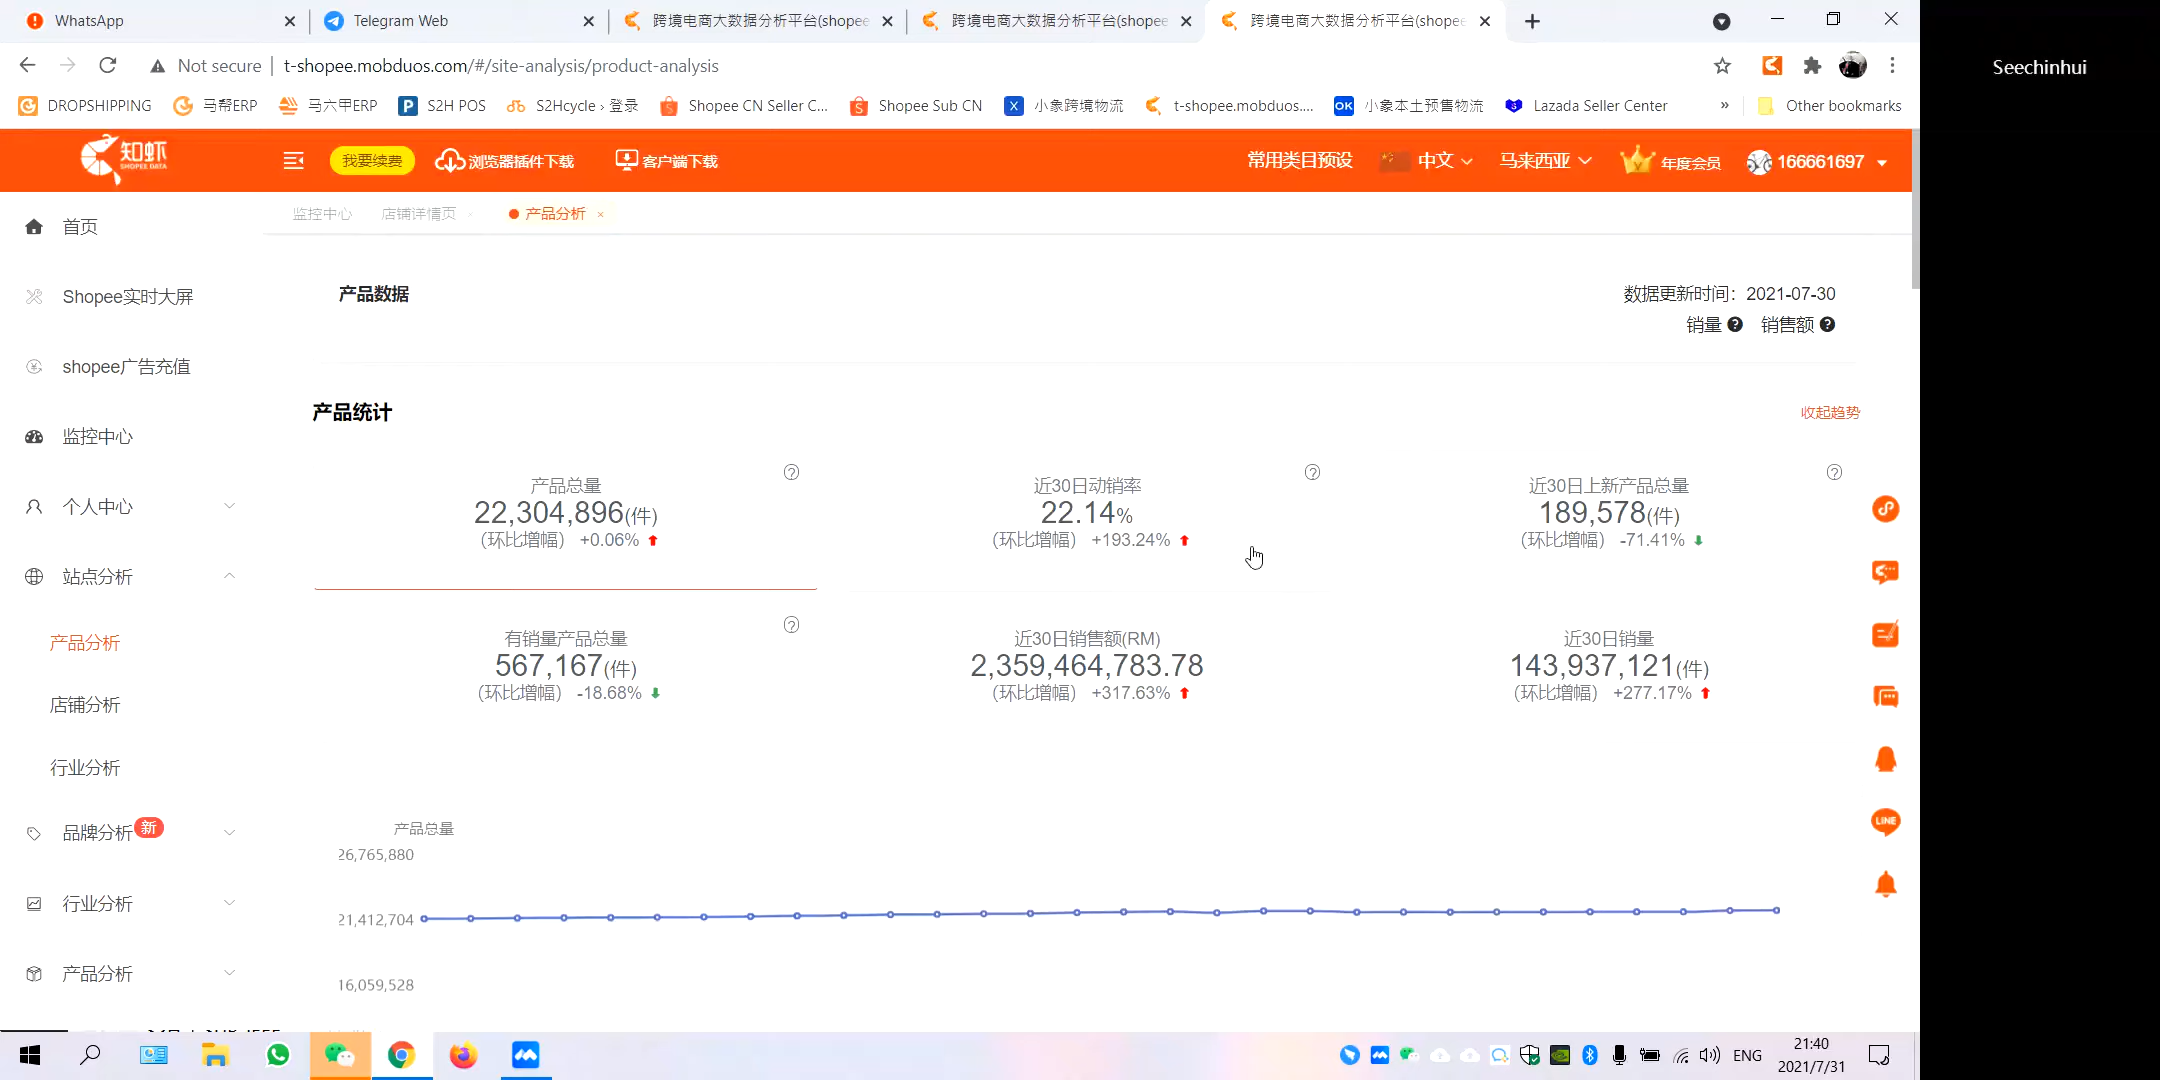 WhatsApp
Telegram Web
跨境电商大数据分析平台(shopee
跨境电商大数据分析平台(shopee
跨境电商大数据分析平台(shopee
Seechinhui
Not secure
t-shopee.mobduos.com/#/site-analysis/product-analysis
DROPSHIPPING
马帮ERP
马六甲ERP
S2H POS
S2Hcycle › 登录
Shopee CN Seller C...
Shopee Sub CN
小象跨境物流
t-shopee.mobduos....
OK
小象本土预售物流
Lazada Seller Center
»
Other bookmarks
知虾
SHOPEE DATA
我要续费
浏览器插件下载
客户端下载
常用类目预设
中文
马来西亚
年度会员
166661697
监控中心
店铺详情页
产品分析
首页
Shopee实时大屏
shopee广告充值
监控中心
个人中心
站点分析
产品分析
店铺分析
行业分析
品牌分析
新
行业分析
产品分析
产品数据
数据更新时间：2021-07-30
销量
销售额
产品统计
收起趋势
产品总量
22,304,896(件)
(环比增幅) +0.06%
近30日动销率
22.14%
(环比增幅) +193.24%
近30日上新产品总量
189,578(件)
(环比增幅) -71.41%
有销量产品总量
567,167(件)
(环比增幅) -18.68%
近30日销售额(RM)
2,359,464,783.78
(环比增幅) +317.63%
近30日销量
143,937,121(件)
(环比增幅) +277.17%
产品总量
26,765,880
21,412,704
16,059,528
LINE
ENG
21:40
2021/7/31